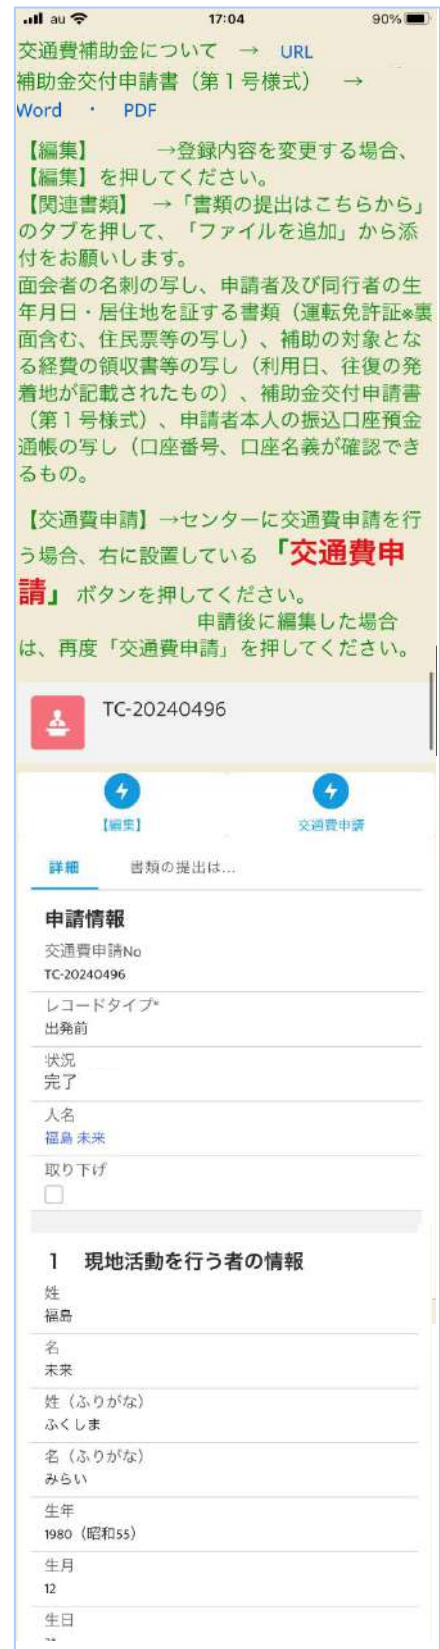 au 17:04 90%
交通費補助金について → URL
補助金交付申請書（第１号様式） →
Word ・ PDF
【編集】 →登録内容を変更する場合、
【編集】を押してください。
【関連書類】 →「書類の提出はこちらから」
のタブを押して、「ファイルを追加」から添
付をお願いします。
面会者の名刺の写し、申請者及び同行者の生
年月日・居住地を証する書類（運転免許証※裏
面含む、住民票等の写し）、補助の対象とな
る経費の領収書等の写し（利用日、往復の発
着地が記載されたもの）、補助金交付申請書
（第１号様式）、申請者本人の振込口座預金
通帳の写し（口座番号、口座名義が確認でき
るもの。
【交通費申請】→センターに交通費申請を行
う場合、右に設置している「交通費申
請」ボタンを押してください。
申請後に編集した場合
は、再度「交通費申請」を押してください。
TC-20240496
【編集】 交通費申請
詳細 書類の提出は...
申請情報
交通費申請No
TC-20240496
レコードタイプ*
出発前
状況
完了
人名
福島 未来
取り下げ
1 現地活動を行う者の情報
姓
福島
名
未来
姓（ふりがな）
ふくしま
名（ふりがな）
みらい
生年
1980（昭和55）
生月
12
生日